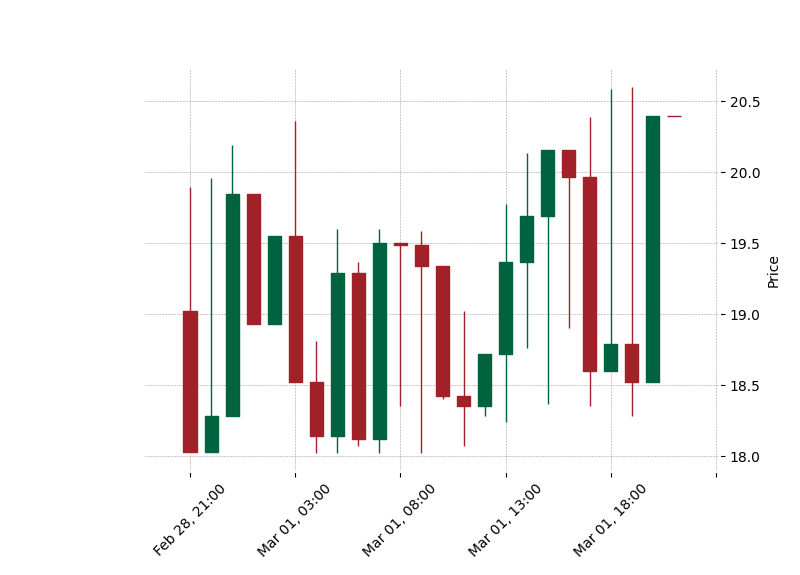 20.5
20.0
19.5
19.0
18.5
18.0
Price
Feb 28, 21:00
Mar 01, 03:00
Mar 01, 08:00
Mar 01, 13:00
Mar 01, 18:00